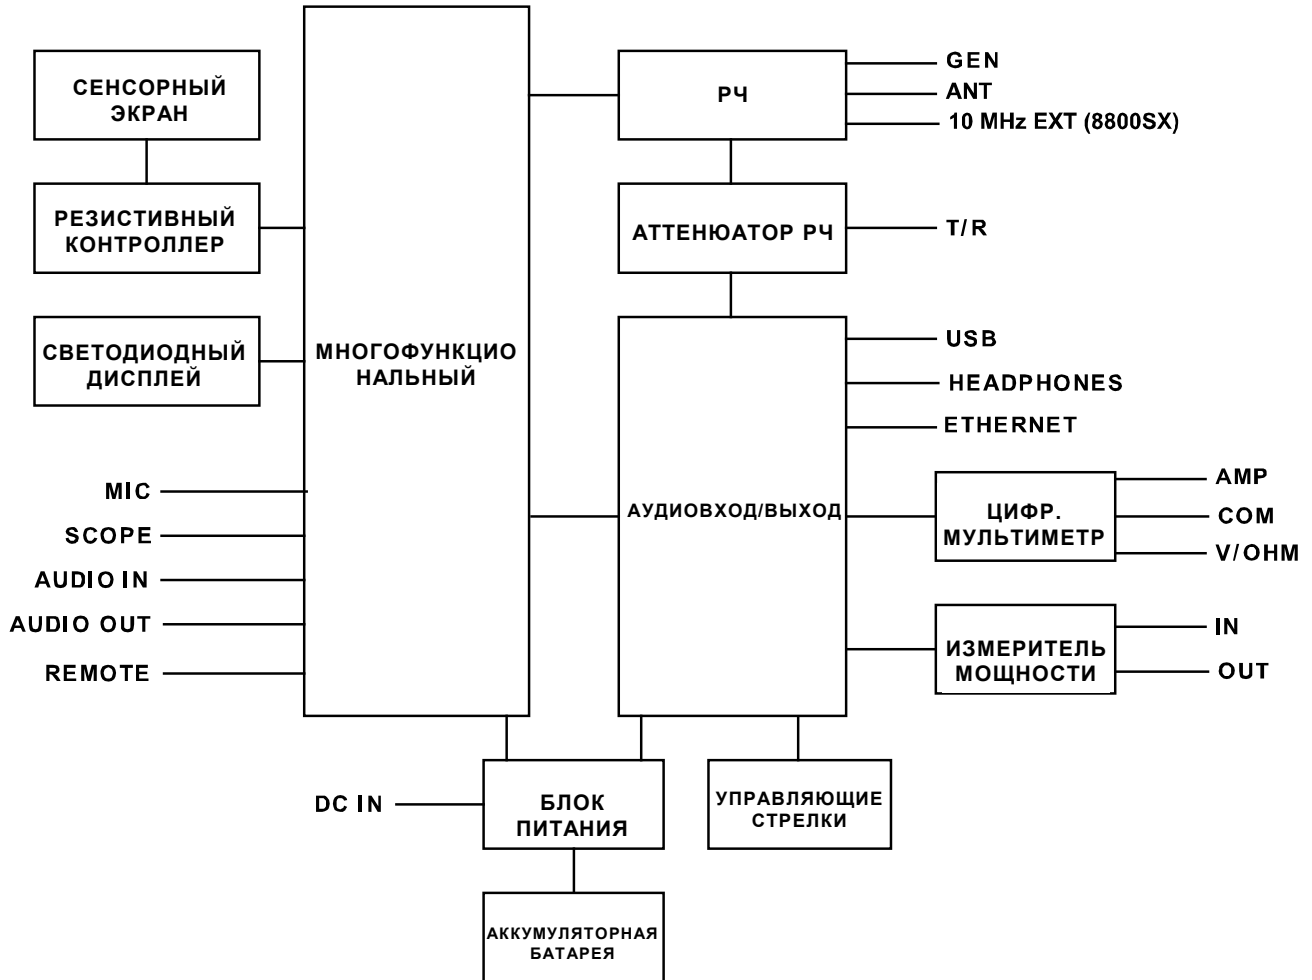 СЕНСОРНЫЙ
ЭКРАН
РЕЗИСТИВНЫЙ
КОНТРОЛЛЕР
СВЕТОДИОДНЫЙ
ДИСПЛЕЙ
MIC
SCOPE
AUDIO IN
AUDIO OUT
REMOTE
МНОГОФУНКЦИО
НАЛЬНЫЙ
РЧ
GEN
ANT
10 MHz EXT (8800SX)
АТТЕНЮАТОР РЧ
T/R
АУДИОВХОД/ВЫХОД
USB
HEADPHONES
ETHERNET
ЦИФР.
МУЛЬТИМЕТР
AMP
COM
V/OHM
ИЗМЕРИТЕЛЬ
МОЩНОСТИ
IN
OUT
DC IN
БЛОК
ПИТАНИЯ
УПРАВЛЯЮЩИЕ
СТРЕЛКИ
АККУМУЛЯТОРНАЯ
БАТАРЕЯ